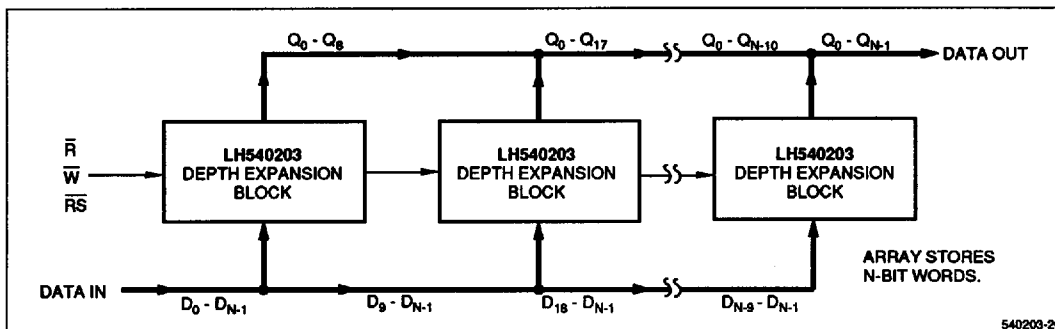 Q0 - Q8
Q0 - Q17
Q0 - QN-10
Q0 - QN-1
DATA OUT
R
W
RS
LH540203
DEPTH EXPANSION
BLOCK
LH540203
DEPTH EXPANSION
BLOCK
LH540203
DEPTH EXPANSION
BLOCK
ARRAY STORES
N-BIT WORDS.
DATA IN
D0 - DN-1
D9 - DN-1
D18 - DN-1
DN-9 - DN-1